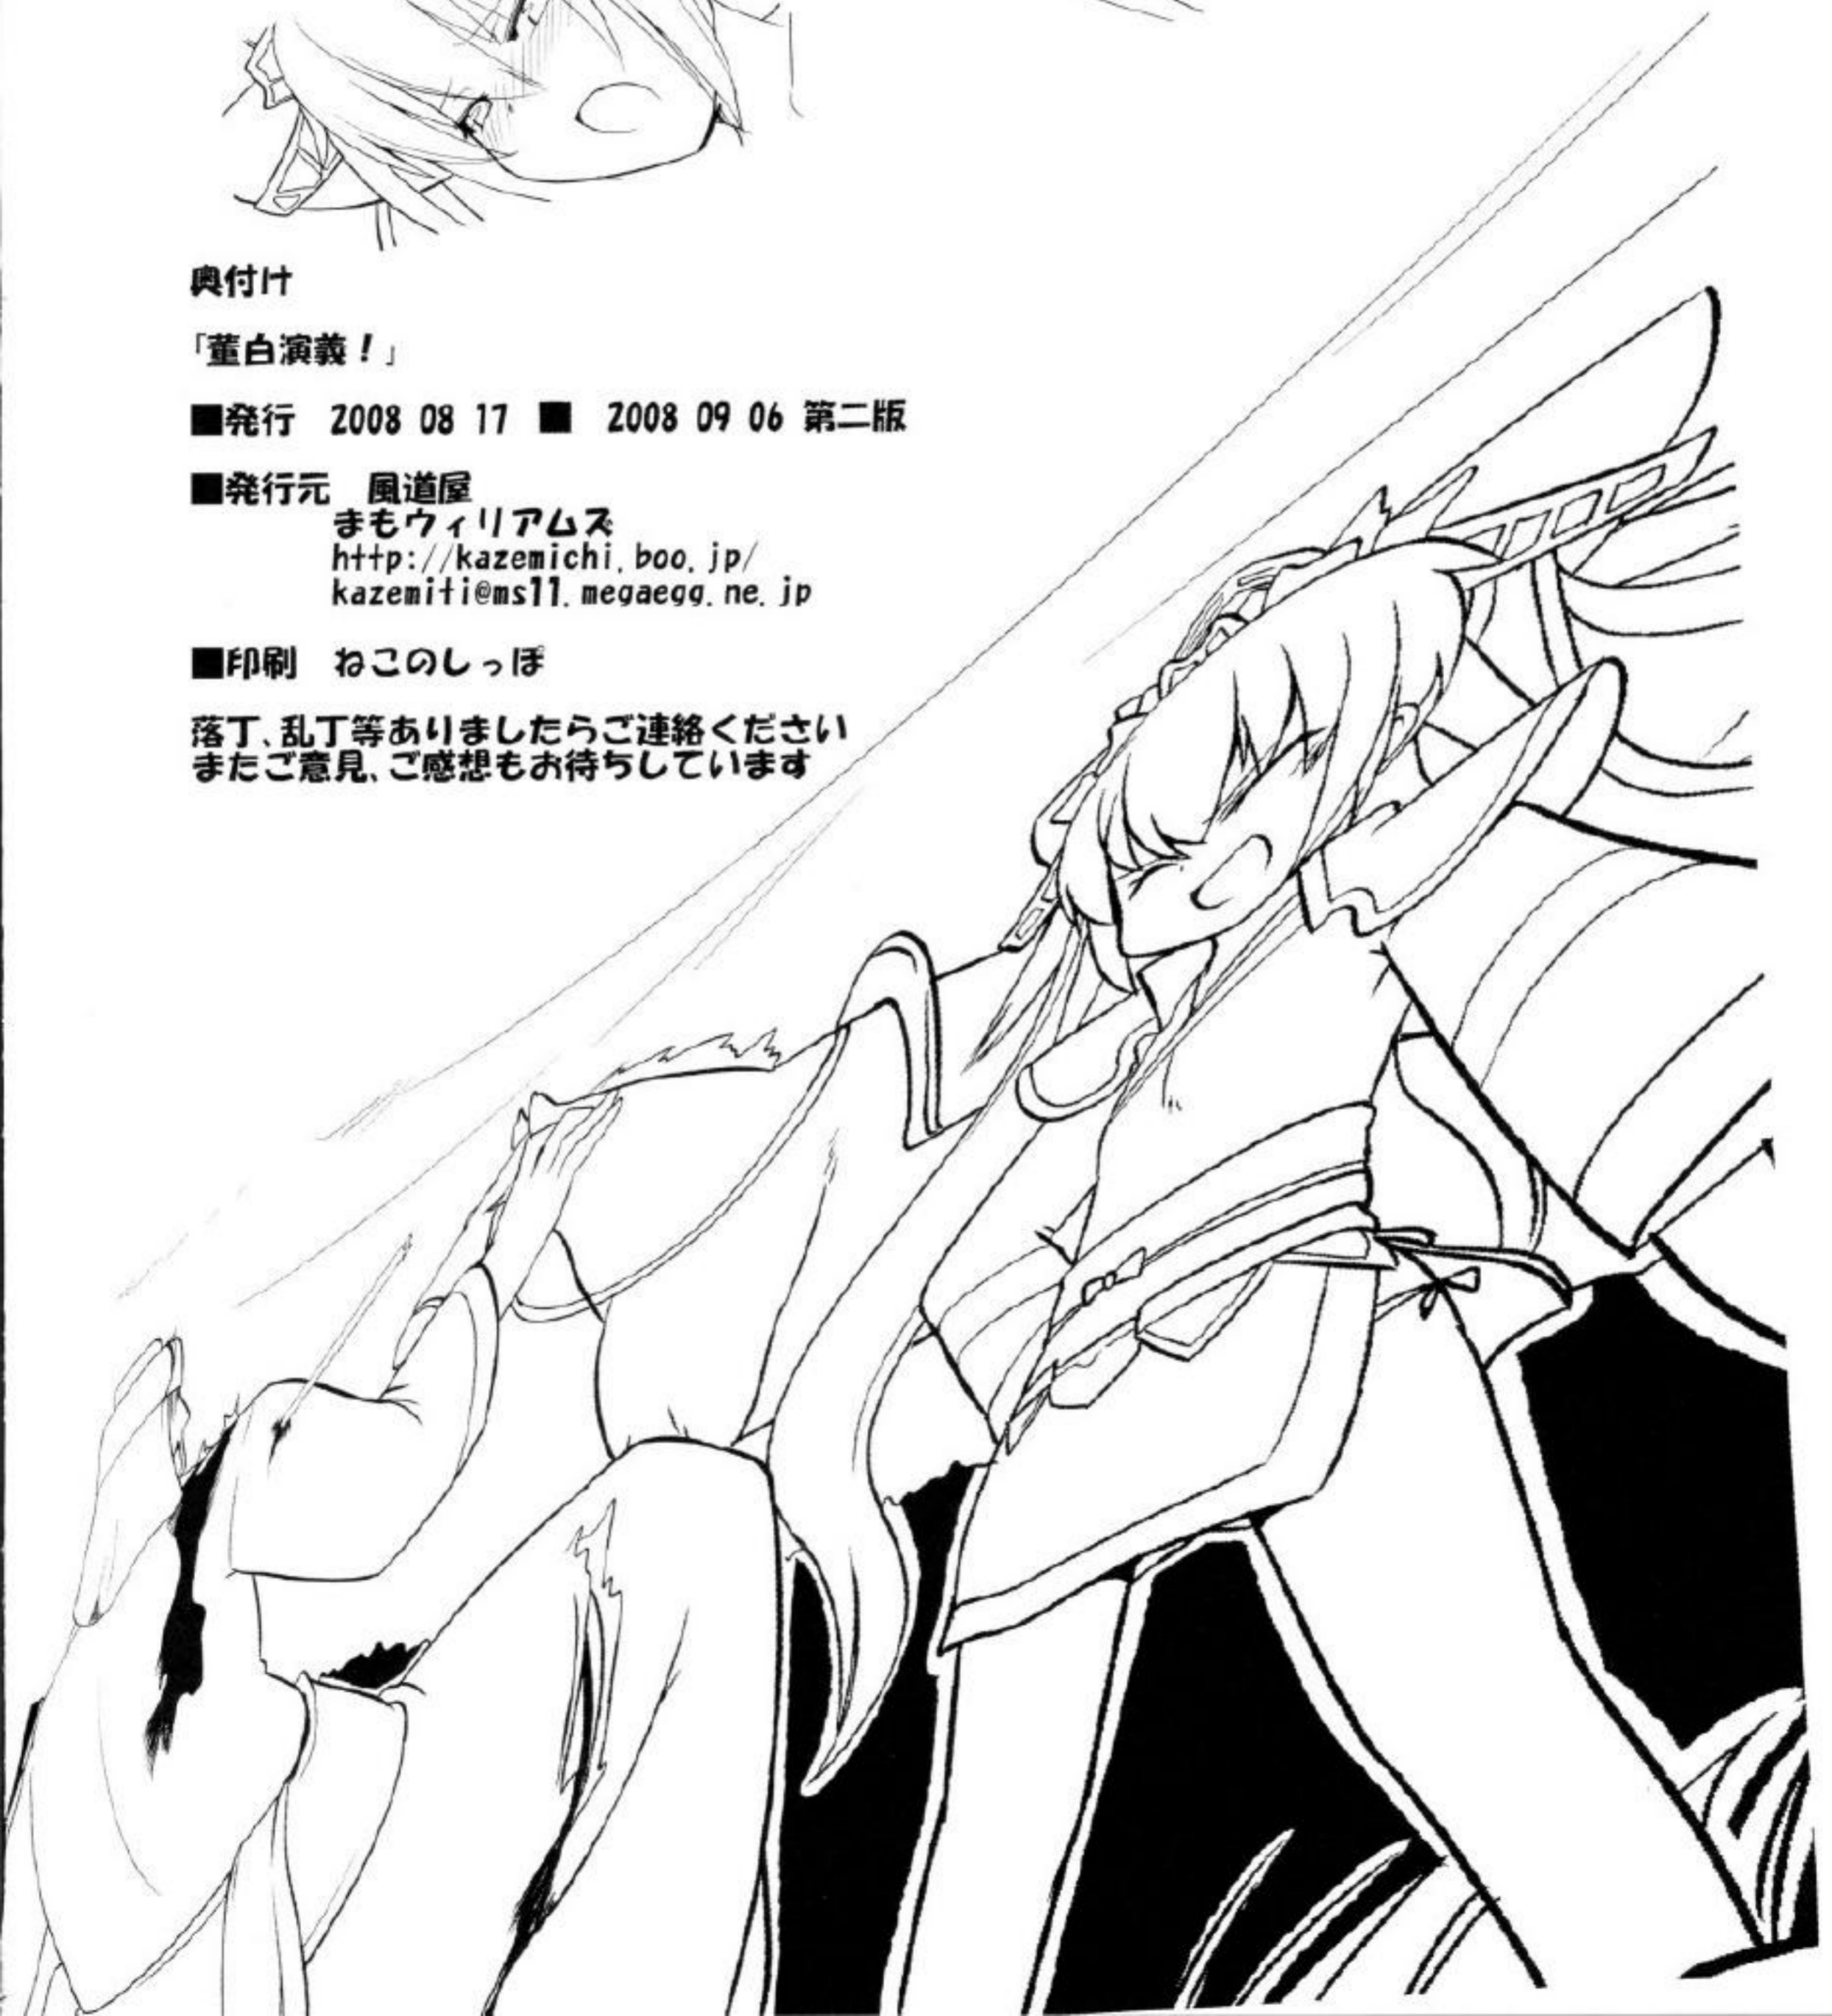 奥付け
「董白演義！」
■発行　2008 08 17 ■　2008 09 06 第二版
■発行元　風道屋
まもウィリアムズ
http://kazemichi.boo.jp/
kazemiti@ms11.megaegg.ne.jp
■印刷　ねこのしっぽ
落丁、乱丁等ありましたらご連絡ください
またご意見、ご感想もお待ちしています